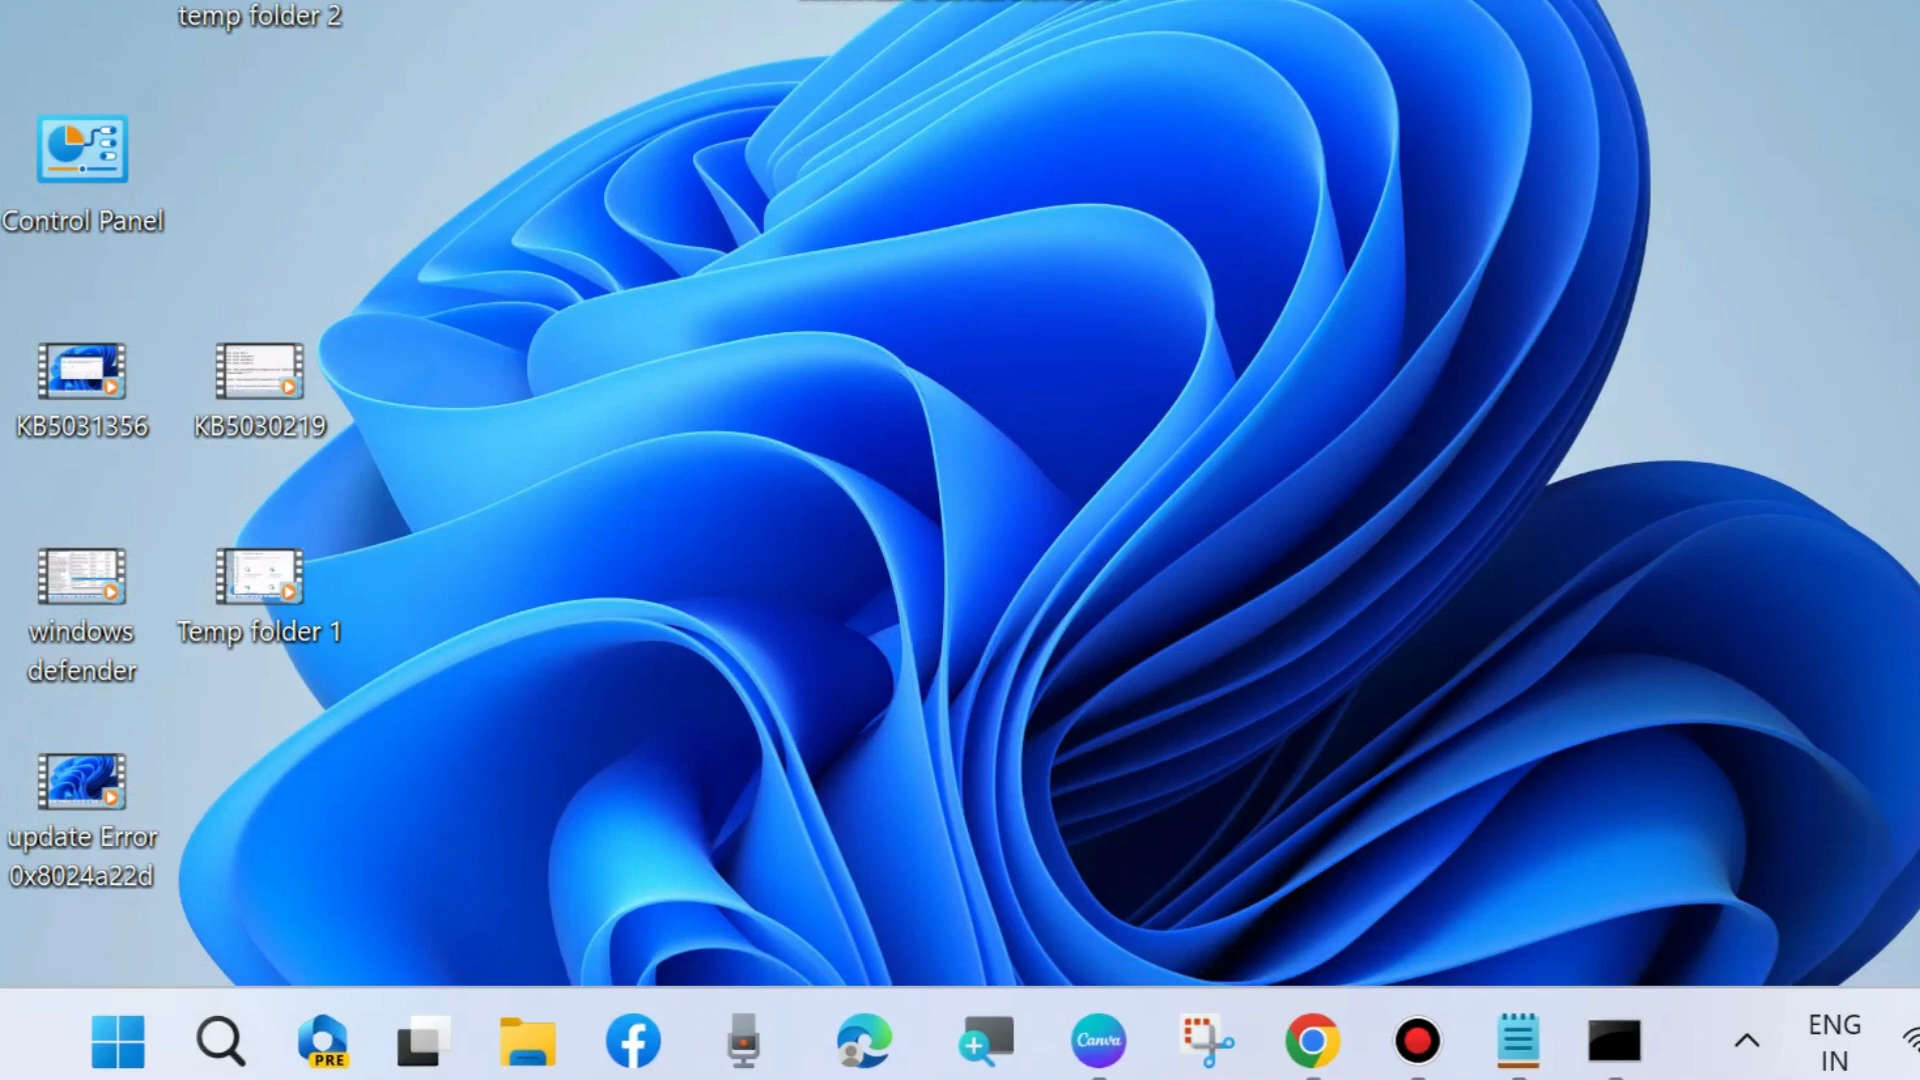 temp folder 2
Control Panel
KB5031356
KB5030219
windows
defender
Temp folder 1
update Error
0x8024a22d
PRE
Canva
ENG
IN